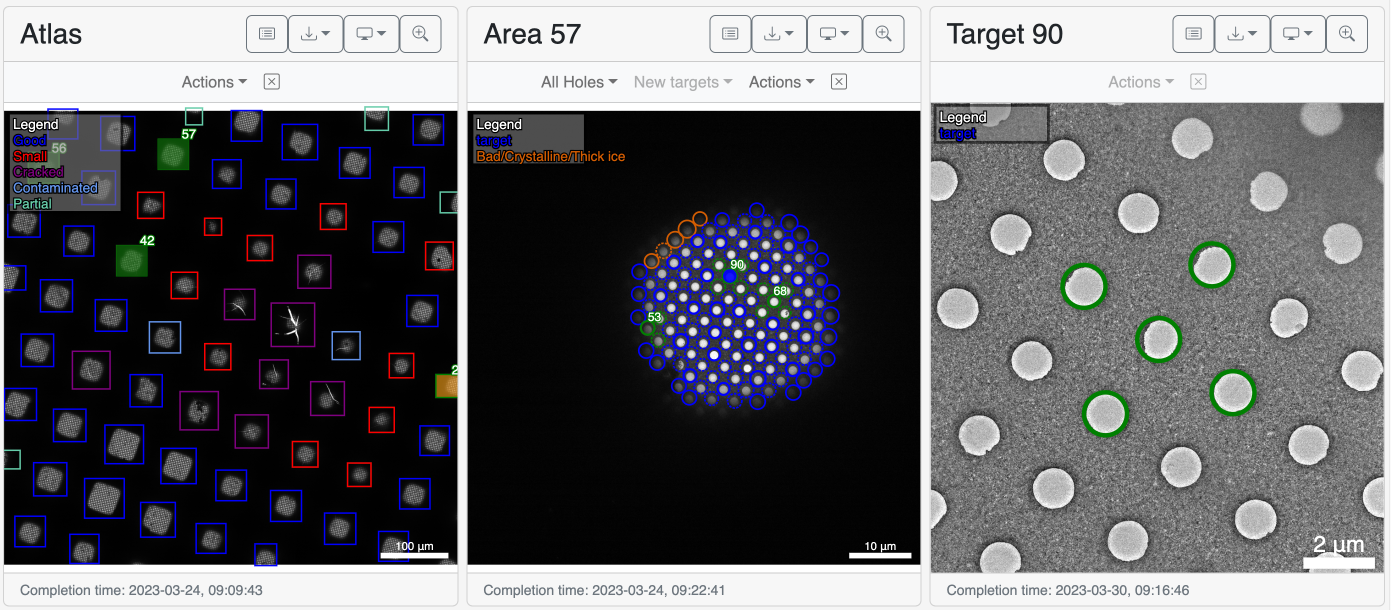 Atlas
Actions
Legend
Good
Small
Cracked
Contaminated
Partial
56
57
42
2
100 µm
Completion time: 2023-03-24, 09:09:43
Area 57
All Holes
New targets
Actions
Legend
target
Bad/Crystalline/Thick ice
90
68
53
10 µm
Completion time: 2023-03-24, 09:22:41
Target 90
Actions
Legend
target
2 µm
Completion time: 2023-03-30, 09:16:46